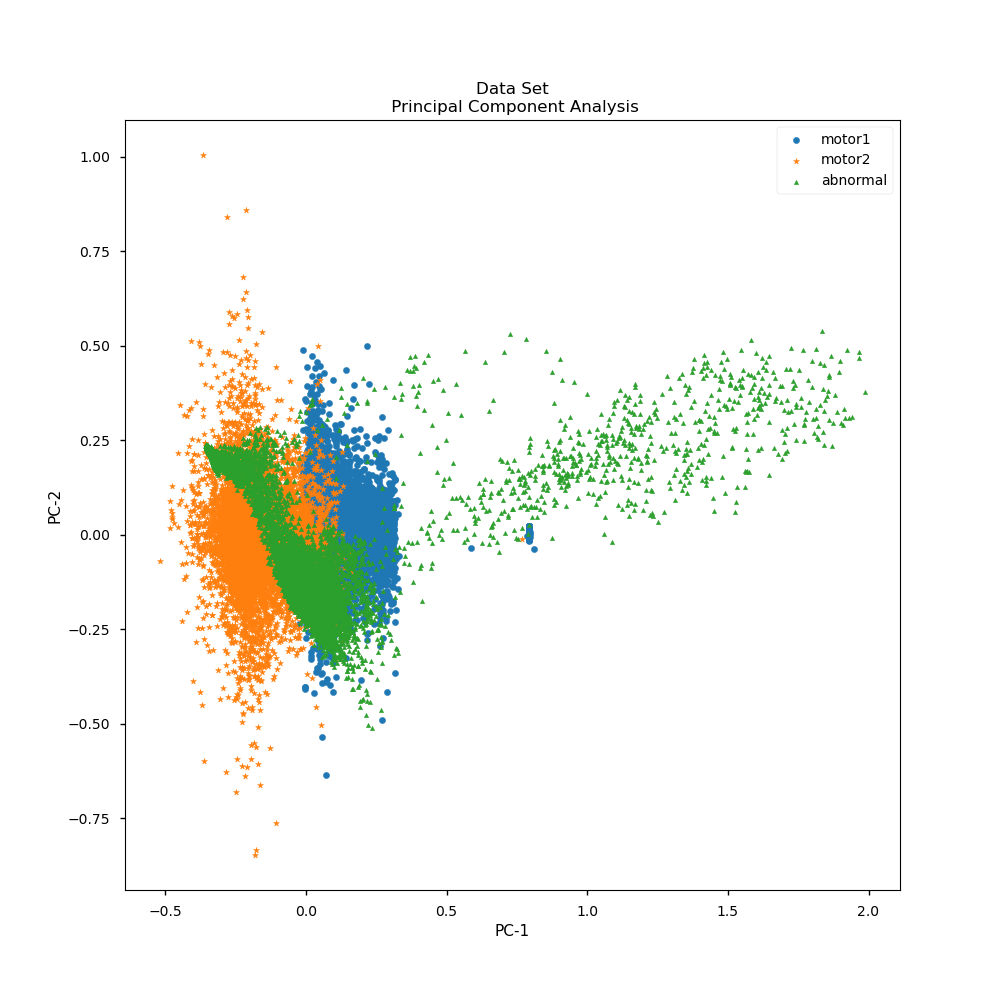 Data Set
Principal Component Analysis
motor1
motor2
abnormal
1.00
0.75
0.50
0.25
0.00
−0.25
−0.50
−0.75
PC-2
−0.5
0.0
0.5
1.0
1.5
2.0
PC-1